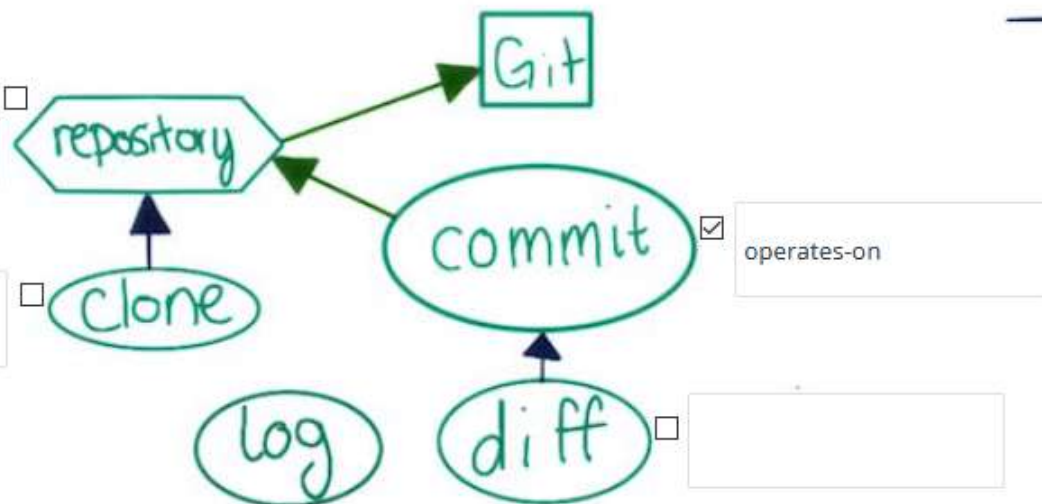 Git
repository
commit
operates-on
clone
log
diff